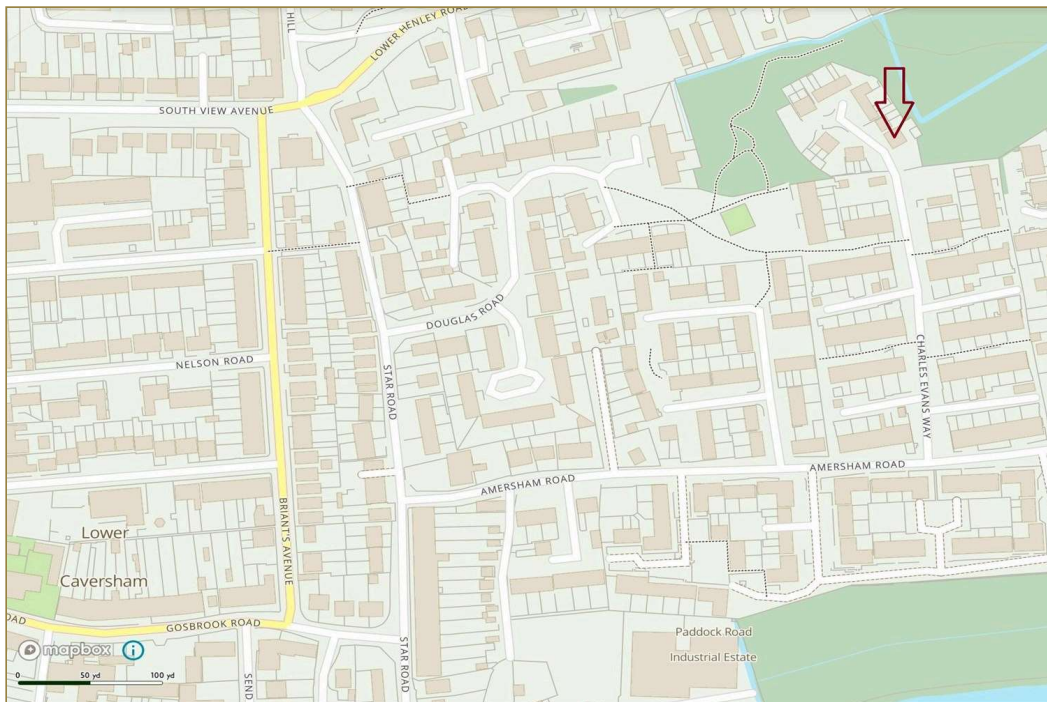 HILL
LOWER HENLEY ROAD
SOUTH VIEW AVENUE
DOUGLAS ROAD
NELSON ROAD
STAR ROAD
CHARLES EVANS WAY
AMERSHAM ROAD
AMERSHAM ROAD
BRIANT'S AVENUE
Lower
Caversham
OAD
GOSBROOK ROAD
STAR ROAD
Paddock Road
Industrial Estate
mapbox i
SEND
0 50 yd 100 yd